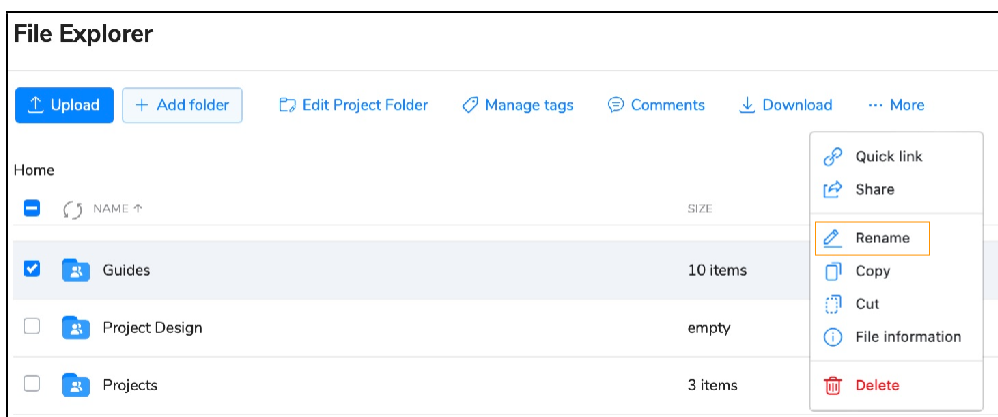 File Explorer
Upload
Add folder
Edit Project Folder
Manage tags
Comments
Download
More
Quick link
Share
Rename
Copy
Cut
File information
Delete
Home
NAME SIZE
Guides 10 items
Project Design empty
Projects 3 items